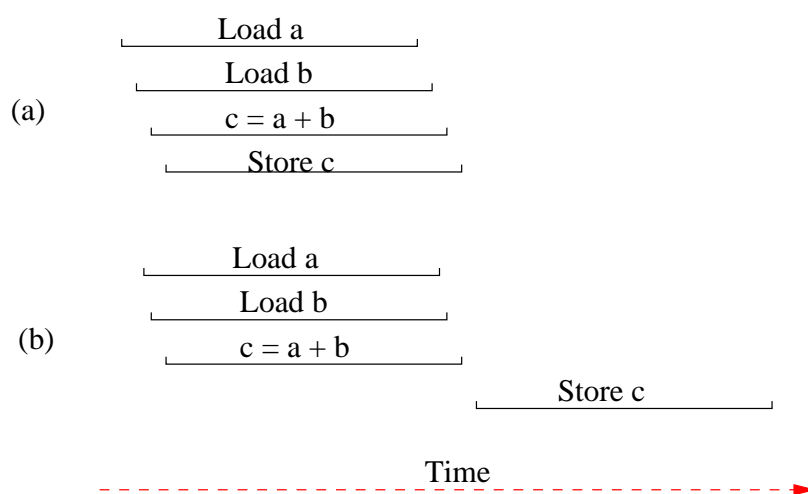 Load a
Load b
(a)
c = a + b
Store c
Load a
Load b
(b)
c = a + b
Store c
Time